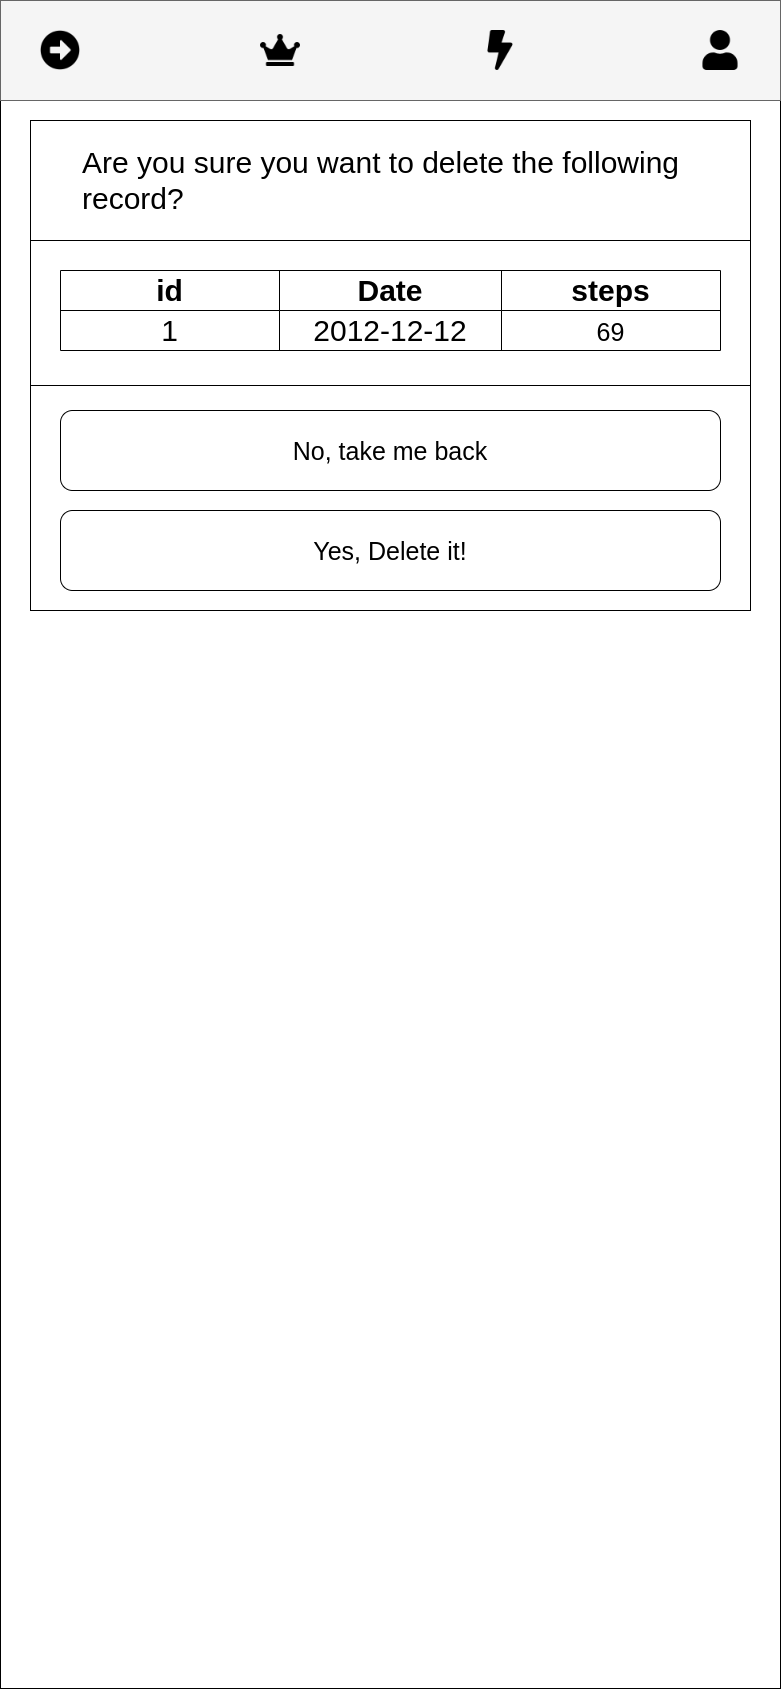 Are you sure you want to delete the following
record?
id Date steps
1 2012-12-12 69
No, take me back
Yes, Delete it!